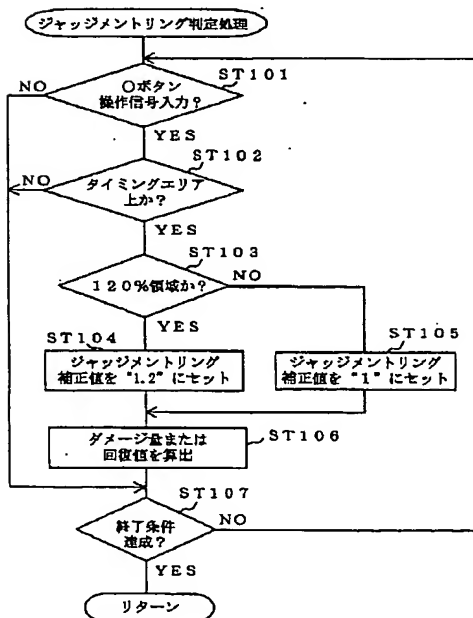 ジャッジメントリング判定処理
ST101
NO
○ボタン
操作信号入力?
YES
ST102
NO
タイミングエリア
上か?
YES
ST103
120%領域か?
NO
YES
ST104
ST105
ジャッジメントリング
補正値を"1.2"にセット
ジャッジメントリング
補正値を"1"にセット
ダメージ量または
回復値を算出
ST106
ST107
終了条件
達成?
NO
YES
リターン